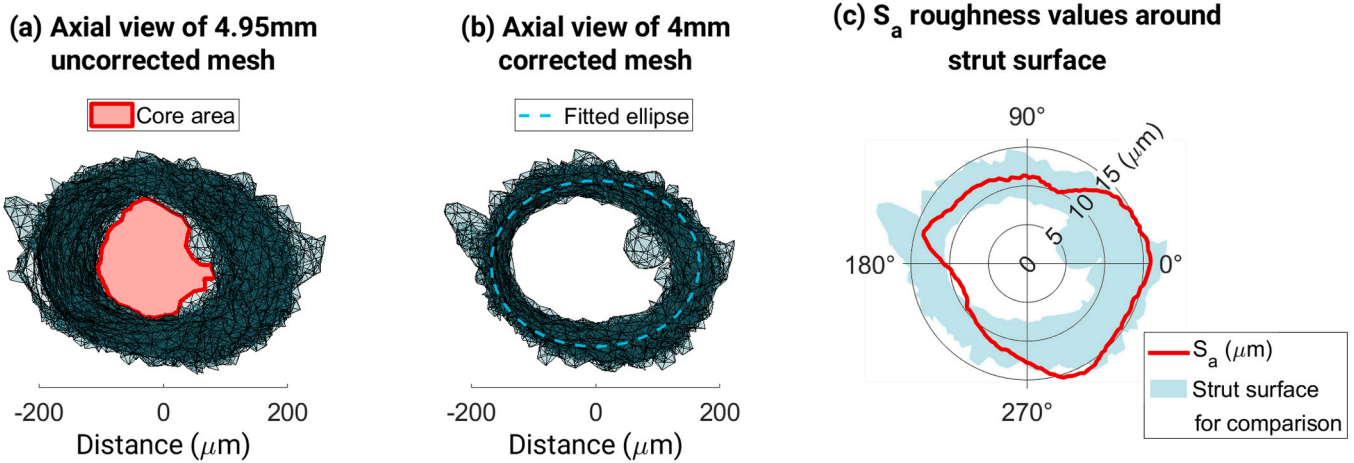 (a) Axial view of 4.95mm
uncorrected mesh
Core area
-200
0
200
Distance (μm)
(b) Axial view of 4mm
corrected mesh
Fitted ellipse
-200
0
200
Distance (μm)
(c) Sa roughness values around
strut surface
90°
15 (μm)
10
5
0
180°
0°
270°
Sa (μm)
Strut surface
for comparison